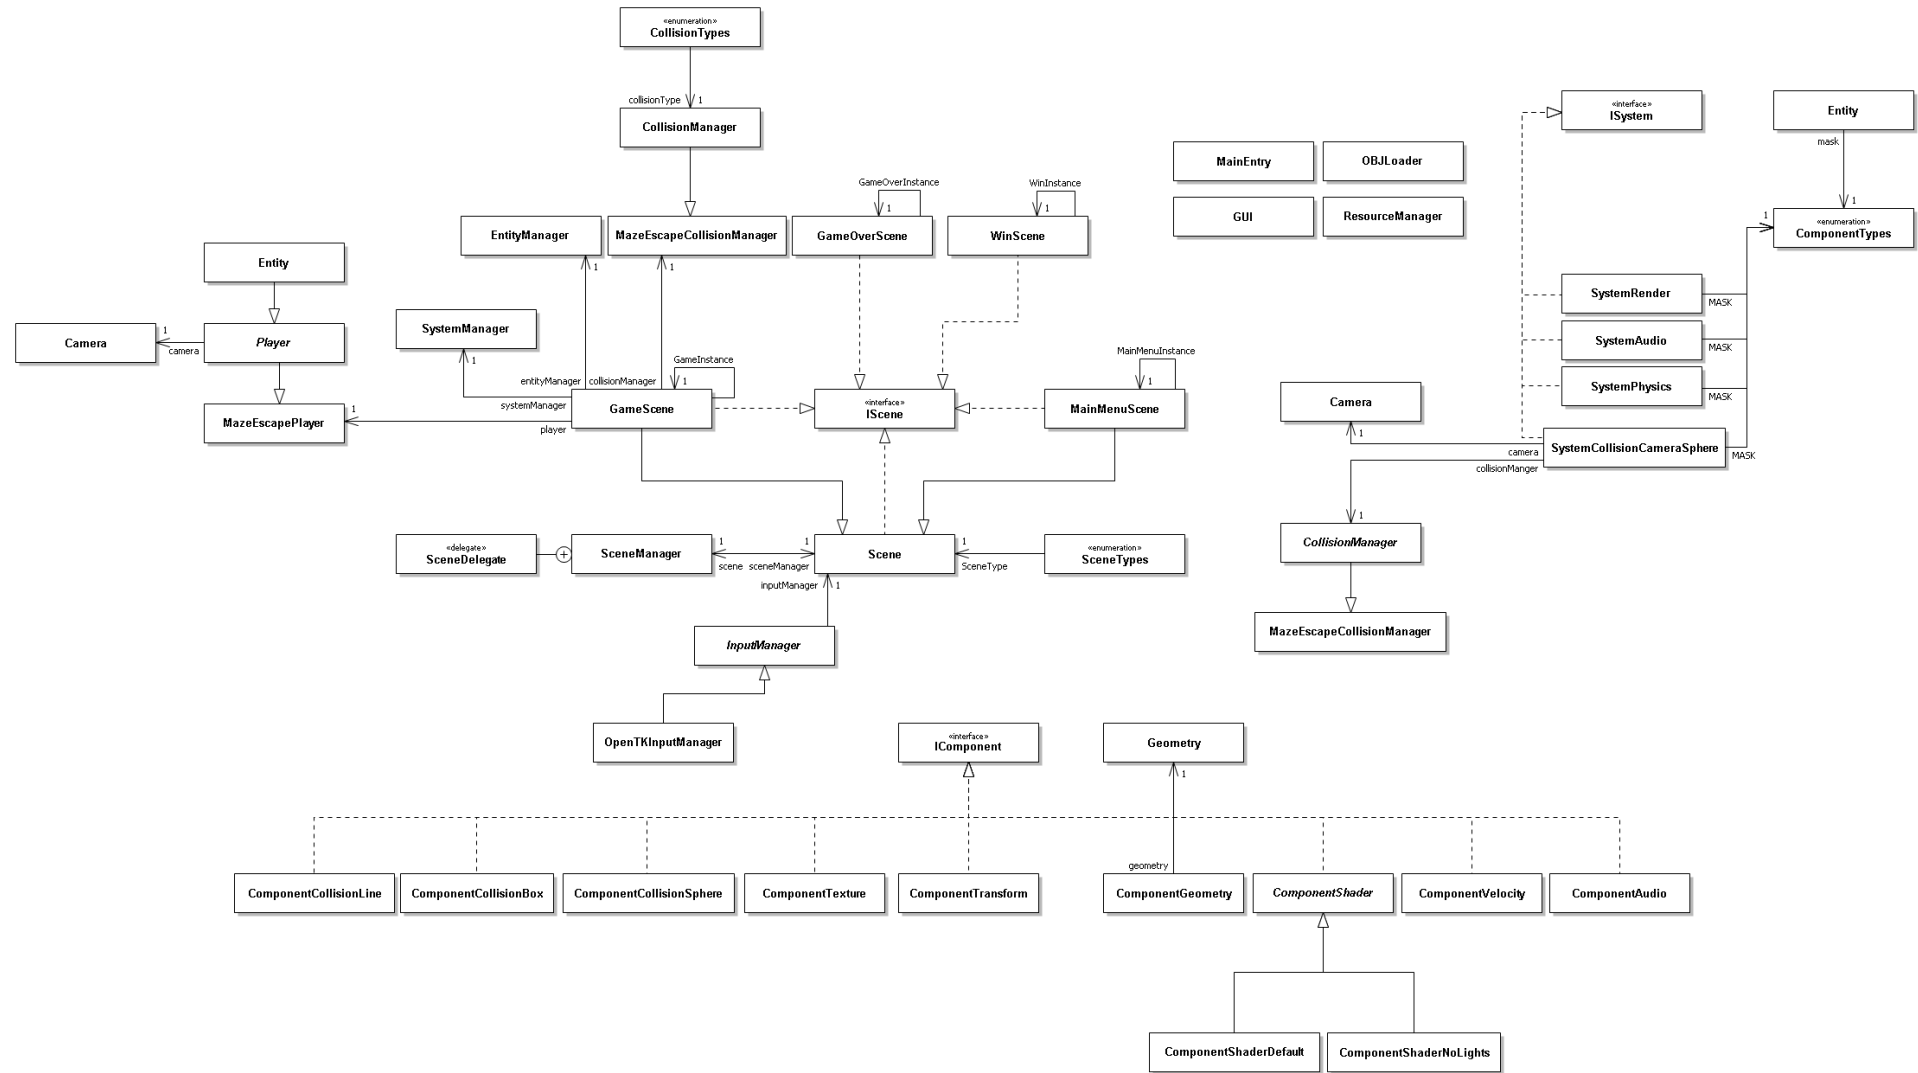 «enumeration»
CollisionTypes
collisionType
1
CollisionManager
EntityManager
MazeEscapeCollisionManager
GameOverInstance
1
GameOverScene
WinInstance
1
WinScene
MainEntry
OBJLoader
GUI
ResourceManager
«interface»
ISystem
Entity
mask
1
1
«enumeration»
ComponentTypes
SystemRender
MASK
SystemAudio
MASK
SystemPhysics
MASK
SystemCollisionCameraSphere
MASK
Entity
Camera
1
camera
Player
MazeEscapePlayer
1
SystemManager
1
1
1
entityManager
collisionManager
systemManager
player
GameInstance
1
GameScene
«interface»
IScene
MainMenuInstance
1
MainMenuScene
Camera
1
camera
collisionManger
1
CollisionManager
MazeEscapeCollisionManager
«delegate»
SceneDelegate
SceneManager
1
scene
1
sceneManager
Scene
1
SceneType
«enumeration»
SceneTypes
inputManager
1
InputManager
OpenTKInputManager
«interface»
IComponent
Geometry
1
geometry
ComponentCollisionLine
ComponentCollisionBox
ComponentCollisionSphere
ComponentTexture
ComponentTransform
ComponentGeometry
ComponentShader
ComponentVelocity
ComponentAudio
ComponentShaderDefault
ComponentShaderNoLights